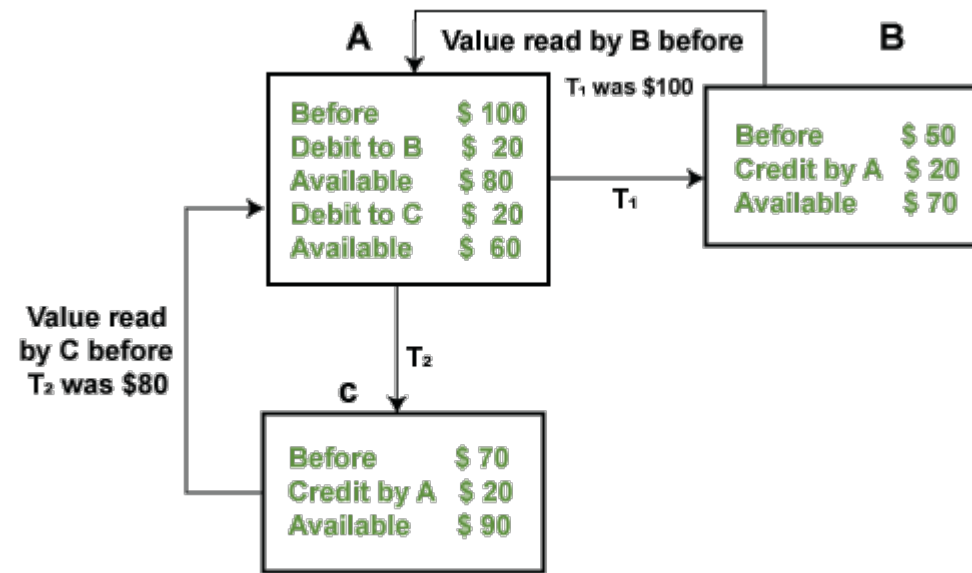 A
Value read by B before
T₁ was $100
B
Before $ 100
Debit to B $ 20
Available $ 80
Debit to C $ 20
Available $ 60
T₁
Before $ 50
Credit by A $ 20
Available $ 70
Value read
by C before
T₂ was $80
T₂
c
Before $ 70
Credit by A $ 20
Available $ 90